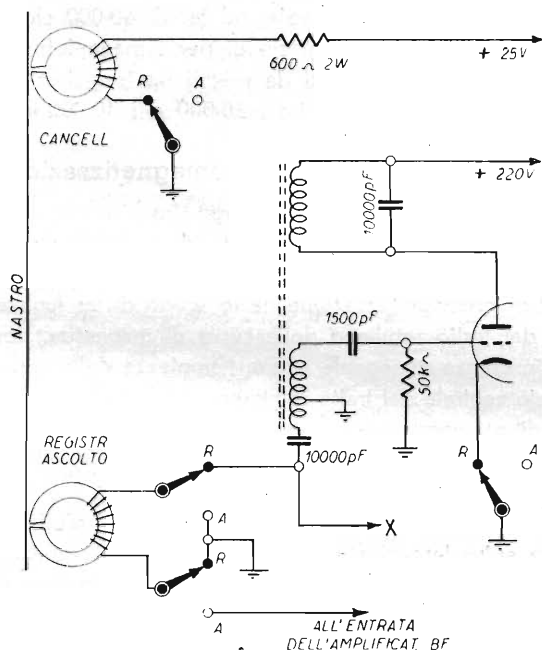 600 Ω 2W
+ 25V
R
A
CANCELL
NASTRO
+ 220V
10000pF
1500pF
50kΩ
REGISTR
ASCOLTO
R
10000pF
R
A
A
X
R
A
ALL'ENTRATA
DELL'AMPLIFICAT. BF